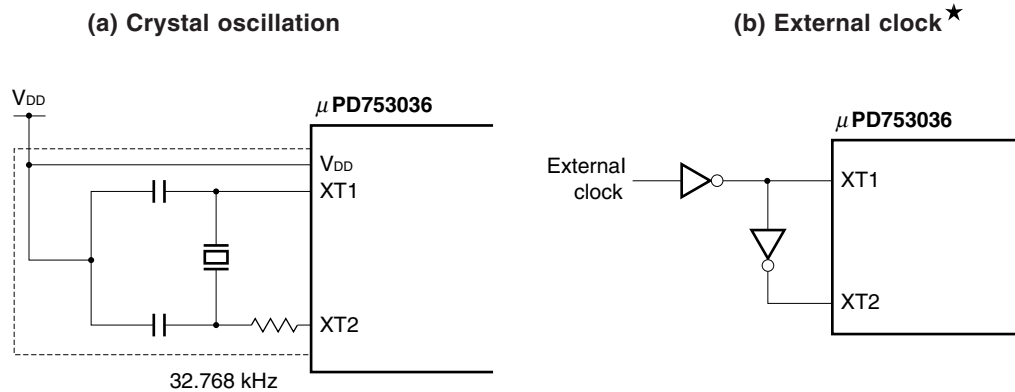 (a) Crystal oscillation
VDD
μPD753036
VDD
XT1
XT2
32.768 kHz
(b) External clock★
μPD753036
External
clock
XT1
XT2